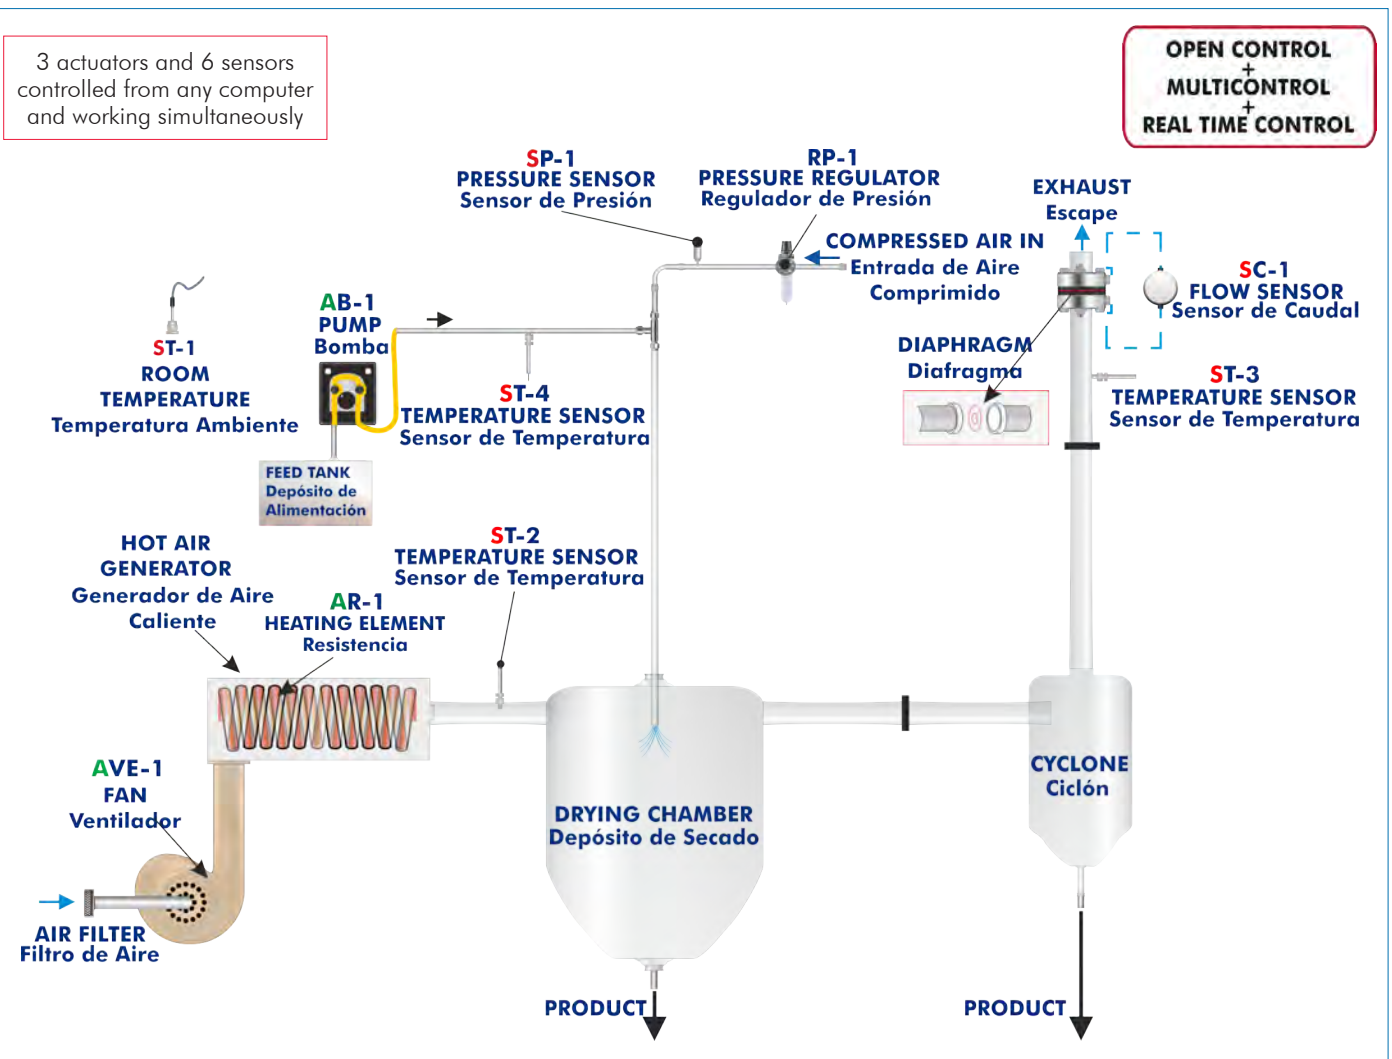 3 actuators and 6 sensors
controlled from any computer
and working simultaneously
OPEN CONTROL
+
MULTICONTROL
+
REAL TIME CONTROL
SP-1
PRESSURE SENSOR
Sensor de Presión
RP-1
PRESSURE REGULATOR
Regulador de Presión
EXHAUST
Escape
COMPRESSED AIR IN
Entrada de Aire
Comprimido
SC-1
FLOW SENSOR
Sensor de Caudal
AB-1
PUMP
Bomba
ST-1
ROOM
TEMPERATURE
Temperatura Ambiente
DIAPHRAGM
Diafragma
ST-4
TEMPERATURE SENSOR
Sensor de Temperatura
ST-3
TEMPERATURE SENSOR
Sensor de Temperatura
FEED TANK
Depósito de
Alimentación
HOT AIR
GENERATOR
Generador de Aire
Caliente
ST-2
TEMPERATURE SENSOR
Sensor de Temperatura
AR-1
HEATING ELEMENT
Resistencia
AVE-1
FAN
Ventilador
DRYING CHAMBER
Depósito de Secado
CYCLONE
Ciclón
AIR FILTER
Filtro de Aire
PRODUCT
PRODUCT